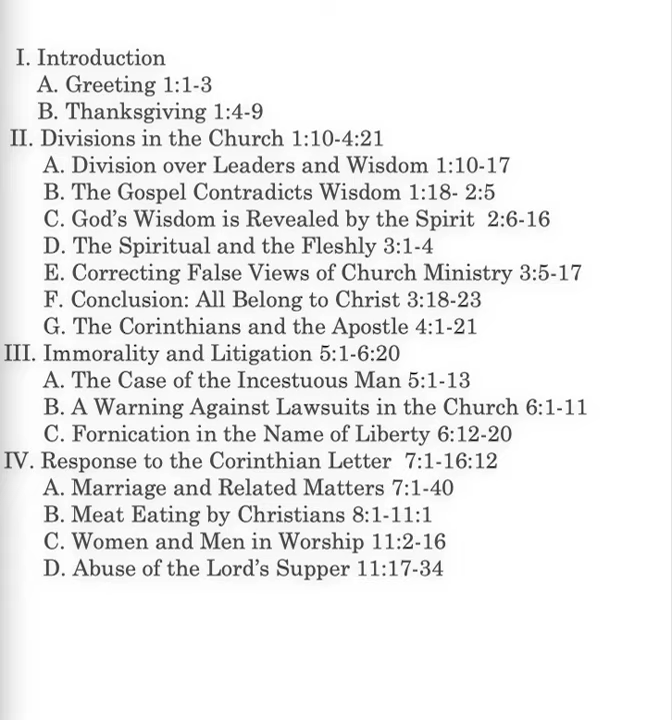 I. Introduction
A. Greeting 1:1-3
B. Thanksgiving 1:4-9
II. Divisions in the Church 1:10-4:21
A. Division over Leaders and Wisdom 1:10-17
B. The Gospel Contradicts Wisdom 1:18- 2:5
C. God's Wisdom is Revealed by the Spirit  2:6-16
D. The Spiritual and the Fleshly 3:1-4
E. Correcting False Views of Church Ministry 3:5-17
F. Conclusion: All Belong to Christ 3:18-23
G. The Corinthians and the Apostle 4:1-21
III. Immorality and Litigation 5:1-6:20
A. The Case of the Incestuous Man 5:1-13
B. A Warning Against Lawsuits in the Church 6:1-11
C. Fornication in the Name of Liberty 6:12-20
IV. Response to the Corinthian Letter  7:1-16:12
A. Marriage and Related Matters 7:1-40
B. Meat Eating by Christians 8:1-11:1
C. Women and Men in Worship 11:2-16
D. Abuse of the Lord's Supper 11:17-34